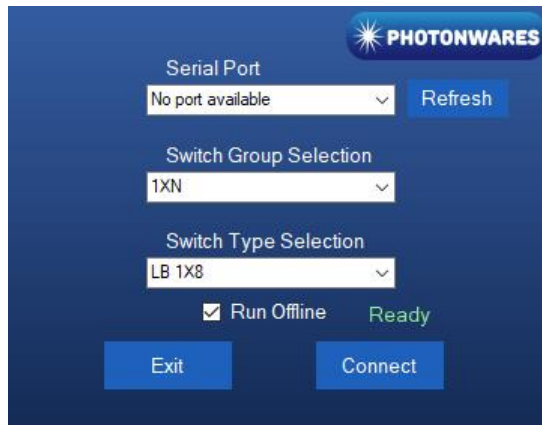 PHOTONWARES
Serial Port
No port available
Refresh
Switch Group Selection
1XN
Switch Type Selection
LB 1X8
Run Offline
Ready
Exit
Connect